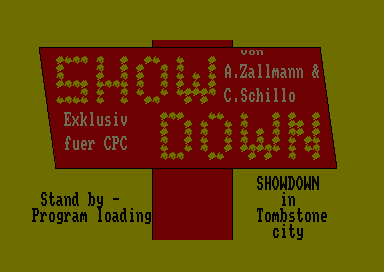 SHOW
von
A.Zallmann &
C.Schillo
Exklusiv
fuer CPC
DOWN
Stand by -
Program loading
SHOWDOWN
in
Tombstone
city